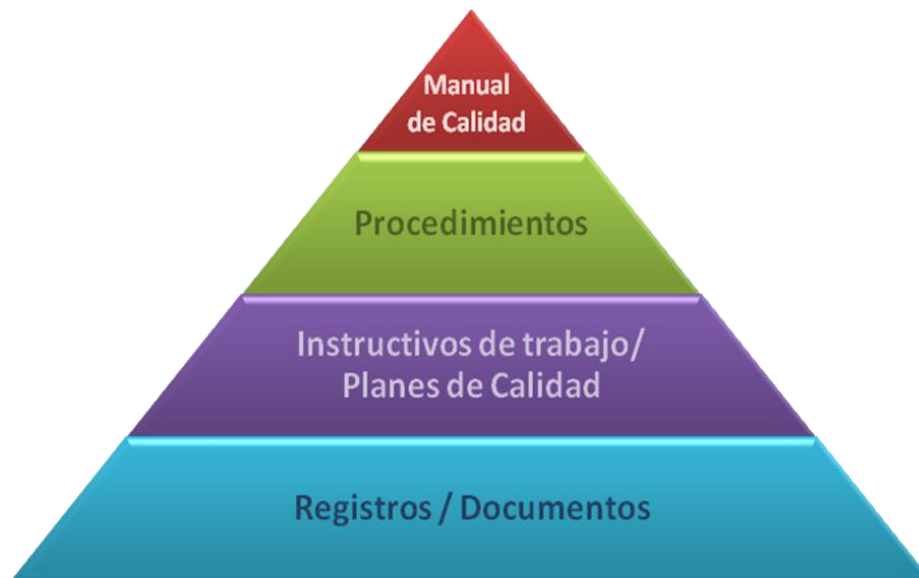 Manual
de Calidad
Procedimientos
Instructivos de trabajo/
Planes de Calidad
Registros / Documentos